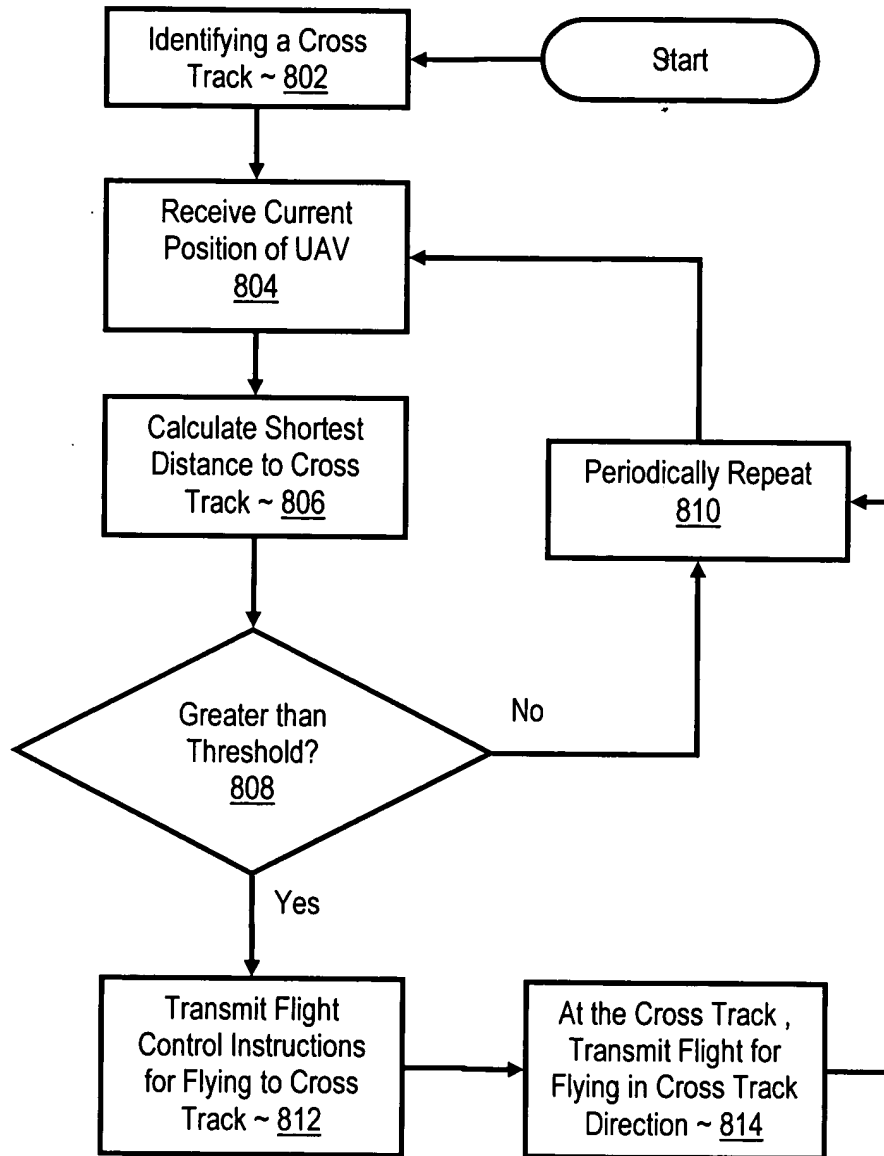 Start
Identifying a Cross
Track ~ 802
Receive Current
Position of UAV
804
Calculate Shortest
Distance to Cross
Track ~ 806
Periodically Repeat
810
Greater than
Threshold?
808
No
Yes
Transmit Flight
Control Instructions
for Flying to Cross
Track ~ 812
At the Cross Track ,
Transmit Flight for
Flying in Cross Track
Direction ~ 814